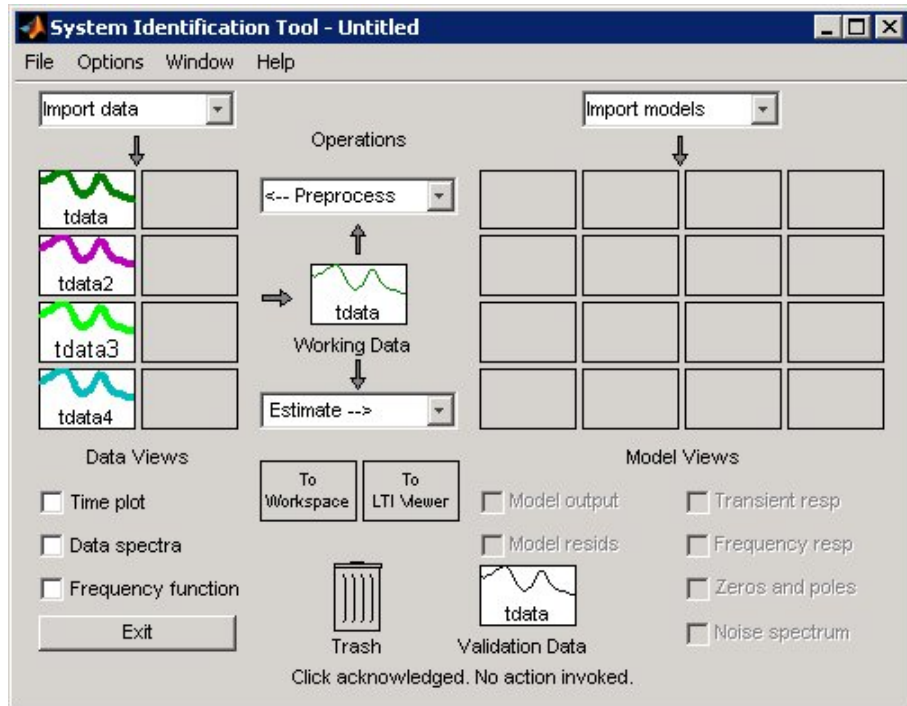 System Identification Tool - Untitled
File Options Window Help
Import data
Import models
Operations
<-- Preprocess
tdata
tdata2
tdata3
tdata4
tdata
Working Data
Estimate -->
Data Views
Model Views
To
Workspace
To
LTI Viewer
Time plot
Data spectra
Frequency function
Exit
Model output
Model resids
Transient resp
Frequency resp
Zeros and poles
Noise spectrum
Trash
tdata
Validation Data
Click acknowledged. No action invoked.